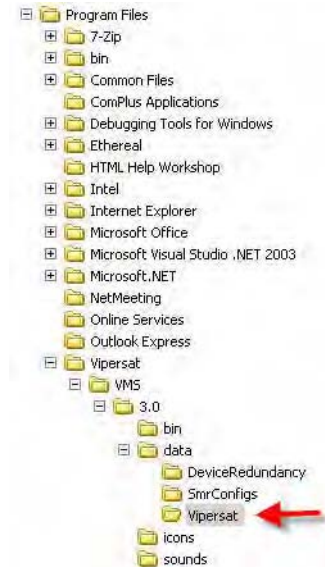 Program Files
7-Zip
bin
Common Files
ComPlus Applications
Debugging Tools for Windows
Ethereal
HTML Help Workshop
Intel
Internet Explorer
Microsoft Office
Microsoft Visual Studio .NET 2003
Microsoft.NET
NetMeeting
Online Services
Outlook Express
Vipersat
VMS
3.0
bin
data
DeviceRedundancy
SmrConfigs
Vipersat
icons
sounds